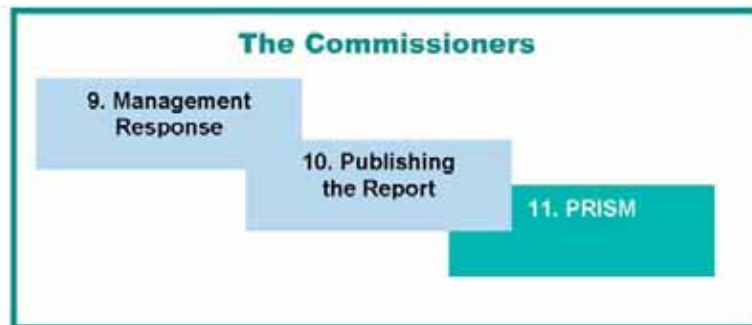 The Commissioners
9. Management
Response
10. Publishing
the Report
11. PRISM